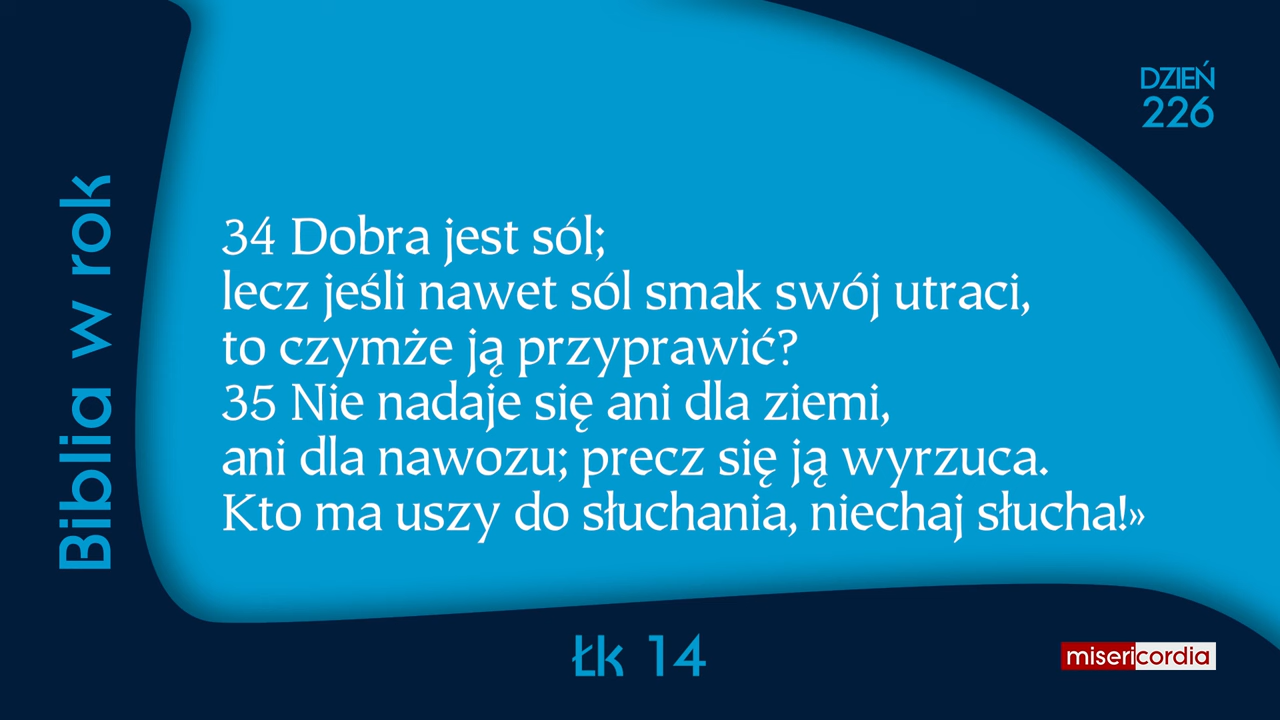 DZIEŃ
226
Biblia w rok
34 Dobra jest sól;
lecz jeśli nawet sól smak swój utraci,
to czymże ją przyprawić?
35 Nie nadaje się ani dla ziemi,
ani dla nawozu; precz się ją wyrzuca.
Kto ma uszy do słuchania, niechaj słucha!»
Łk 14
misericordia